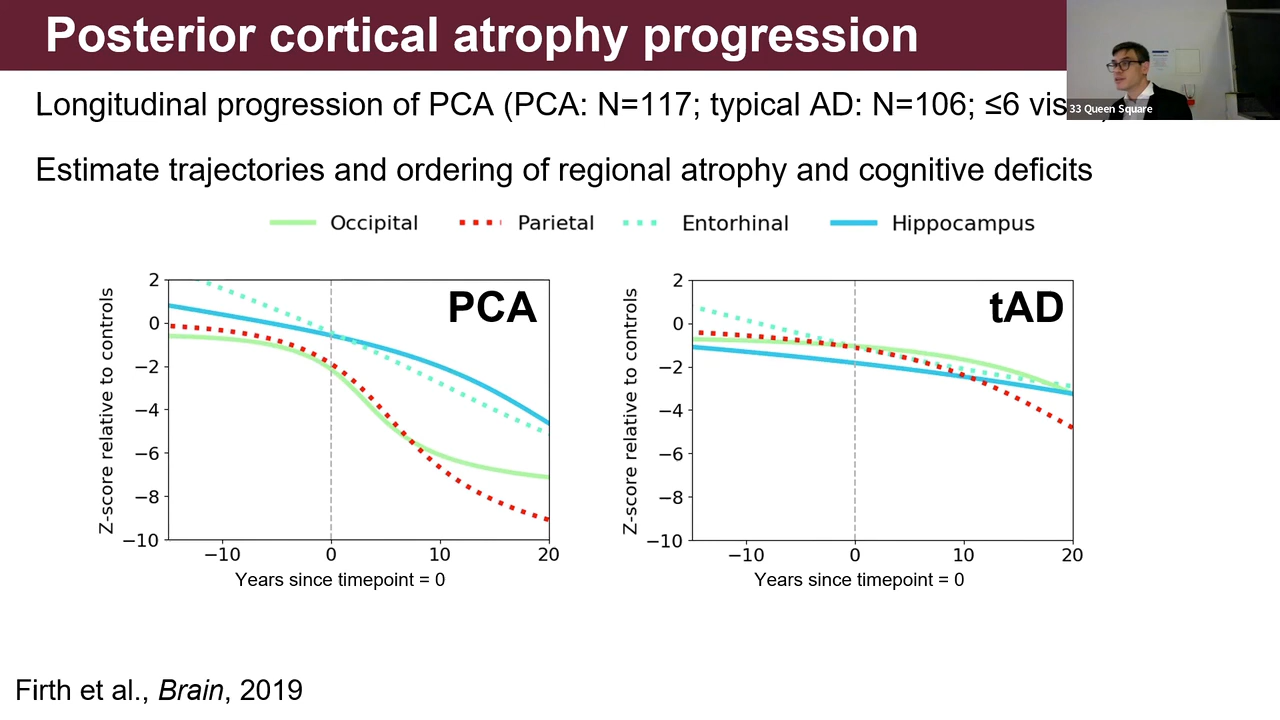 Posterior cortical atrophy progression
33 Queen Square
Longitudinal progression of PCA (PCA: N=117; typical AD: N=106; ≤6
Estimate trajectories and ordering of regional atrophy and cognitive deficits
Occipital Parietal Entorhinal Hippocampus
PCA
Z-score relative to controls
2
0
−2
−4
−6
−8
−10
−10 0 10 20
Years since timepoint = 0
tAD
Z-score relative to controls
2
0
−2
−4
−6
−8
−10
−10 0 10 20
Years since timepoint = 0
Firth et al., Brain, 2019